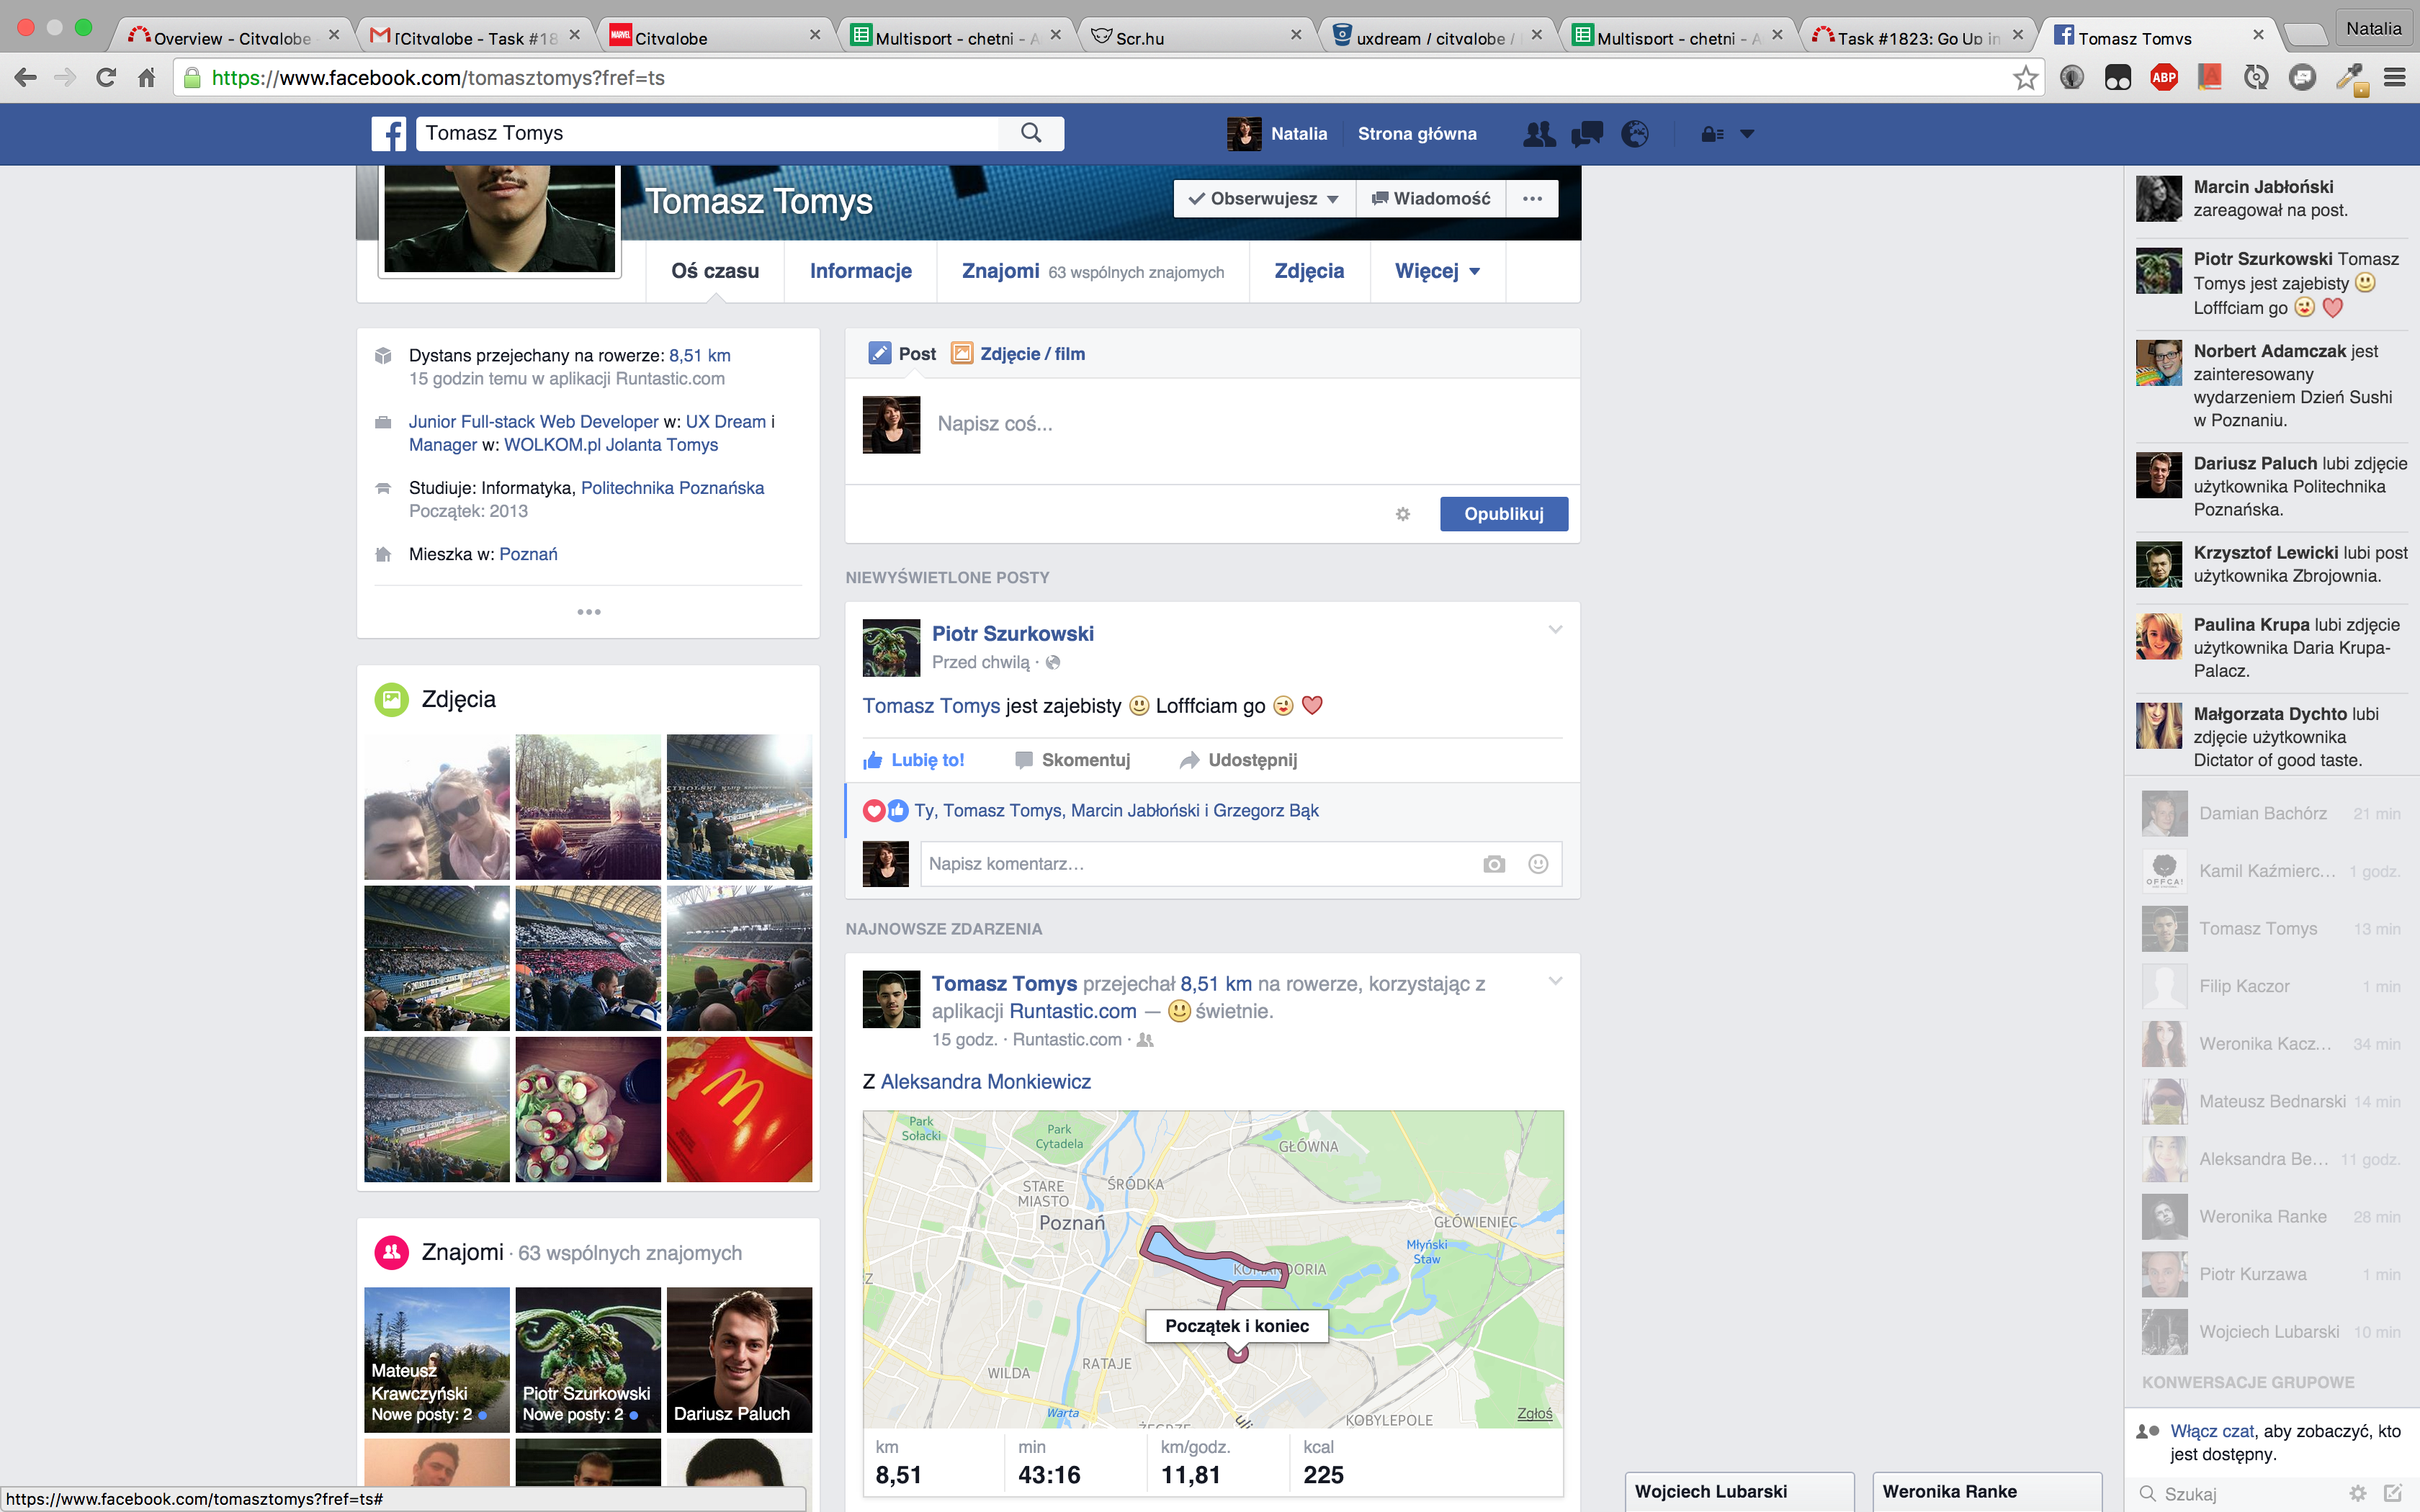 Overview - Cityglobe
[Cityglobe - Task #18
MARVEL
Cityglobe
Multisport - chetni - A
Scr.hu
uxdream / cityglobe /
Multisport - chetni - A
Task #1823: Go Up in
Tomasz Tomys
Natalia
https://www.facebook.com/tomasztomys?fref=ts
ABP
Tomasz Tomys
Natalia
Strona główna
Tomasz Tomys
Obserwujesz
Wiadomość
Oś czasu
Informacje
Znajomi 63 wspólnych znajomych
Zdjęcia
Więcej
Dystans przejechany na rowerze: 8,51 km
15 godzin temu w aplikacji Runtastic.com
Junior Full-stack Web Developer w: UX Dream i
Manager w: WOLKOM.pl Jolanta Tomys
Studiuje: Informatyka, Politechnika Poznańska
Początek: 2013
Mieszka w: Poznań
Zdjęcia
Znajomi · 63 wspólnych znajomych
Mateusz
Krawczyński
Nowe posty: 2
Piotr Szurkowski
Nowe posty: 2
Dariusz Paluch
https://www.facebook.com/tomasztomys?fref=ts#
Post
Zdjęcie / film
Napisz coś...
Opublikuj
NIEWYŚWIETLONE POSTY
Piotr Szurkowski
Przed chwilą ·
Tomasz Tomys jest zajebisty 🙂 Lofffciam go 😘 ❤
Lubię to!
Skomentuj
Udostępnij
Ty, Tomasz Tomys, Marcin Jabłoński i Grzegorz Bąk
Napisz komentarz...
NAJNOWSZE ZDARZENIA
Tomasz Tomys przejechał 8,51 km na rowerze, korzystając z
aplikacji Runtastic.com — 🙂 świetnie.
15 godz. · Runtastic.com ·
Z Aleksandra Monkiewicz
Park
Sołacki
Park
Cytadela
GŁÓWNA
ŚRÓDKA
STARE
MIASTO
Poznań
GŁÓWIENIEC
Młyński
Staw
KOMANDORIA
Początek i koniec
RATAJE
WILDA
Warta
ŻEGRZE
ul
KOBYLEPOLE
Zgłoś
km
8,51
min
43:16
km/godz.
11,81
kcal
225
Marcin Jabłoński
zareagował na post.
Piotr Szurkowski Tomasz
Tomys jest zajebisty 🙂
Lofffciam go 😘 ❤
Norbert Adamczak jest
zainteresowany
wydarzeniem Dzień Sushi
w Poznaniu.
Dariusz Paluch lubi zdjęcie
użytkownika Politechnika
Poznańska.
Krzysztof Lewicki lubi post
użytkownika Zbrojownia.
Paulina Krupa lubi zdjęcie
użytkownika Daria Krupa-
Palacz.
Małgorzata Dychto lubi
zdjęcie użytkownika
Dictator of good taste.
Damian Bachórz 21 min
OFFCA!
Kamil Kaźmierc... 1 godz.
Tomasz Tomys 13 min
Filip Kaczor 1 min
Weronika Kacz... 34 min
Mateusz Bednarski 14 min
Aleksandra Be... 11 godz.
Weronika Ranke 28 min
Piotr Kurzawa 1 min
Wojciech Lubarski 10 min
KONWERSACJE GRUPOWE
Włącz czat, aby zobaczyć, kto
jest dostępny.
Szukaj
Wojciech Lubarski
Weronika Ranke